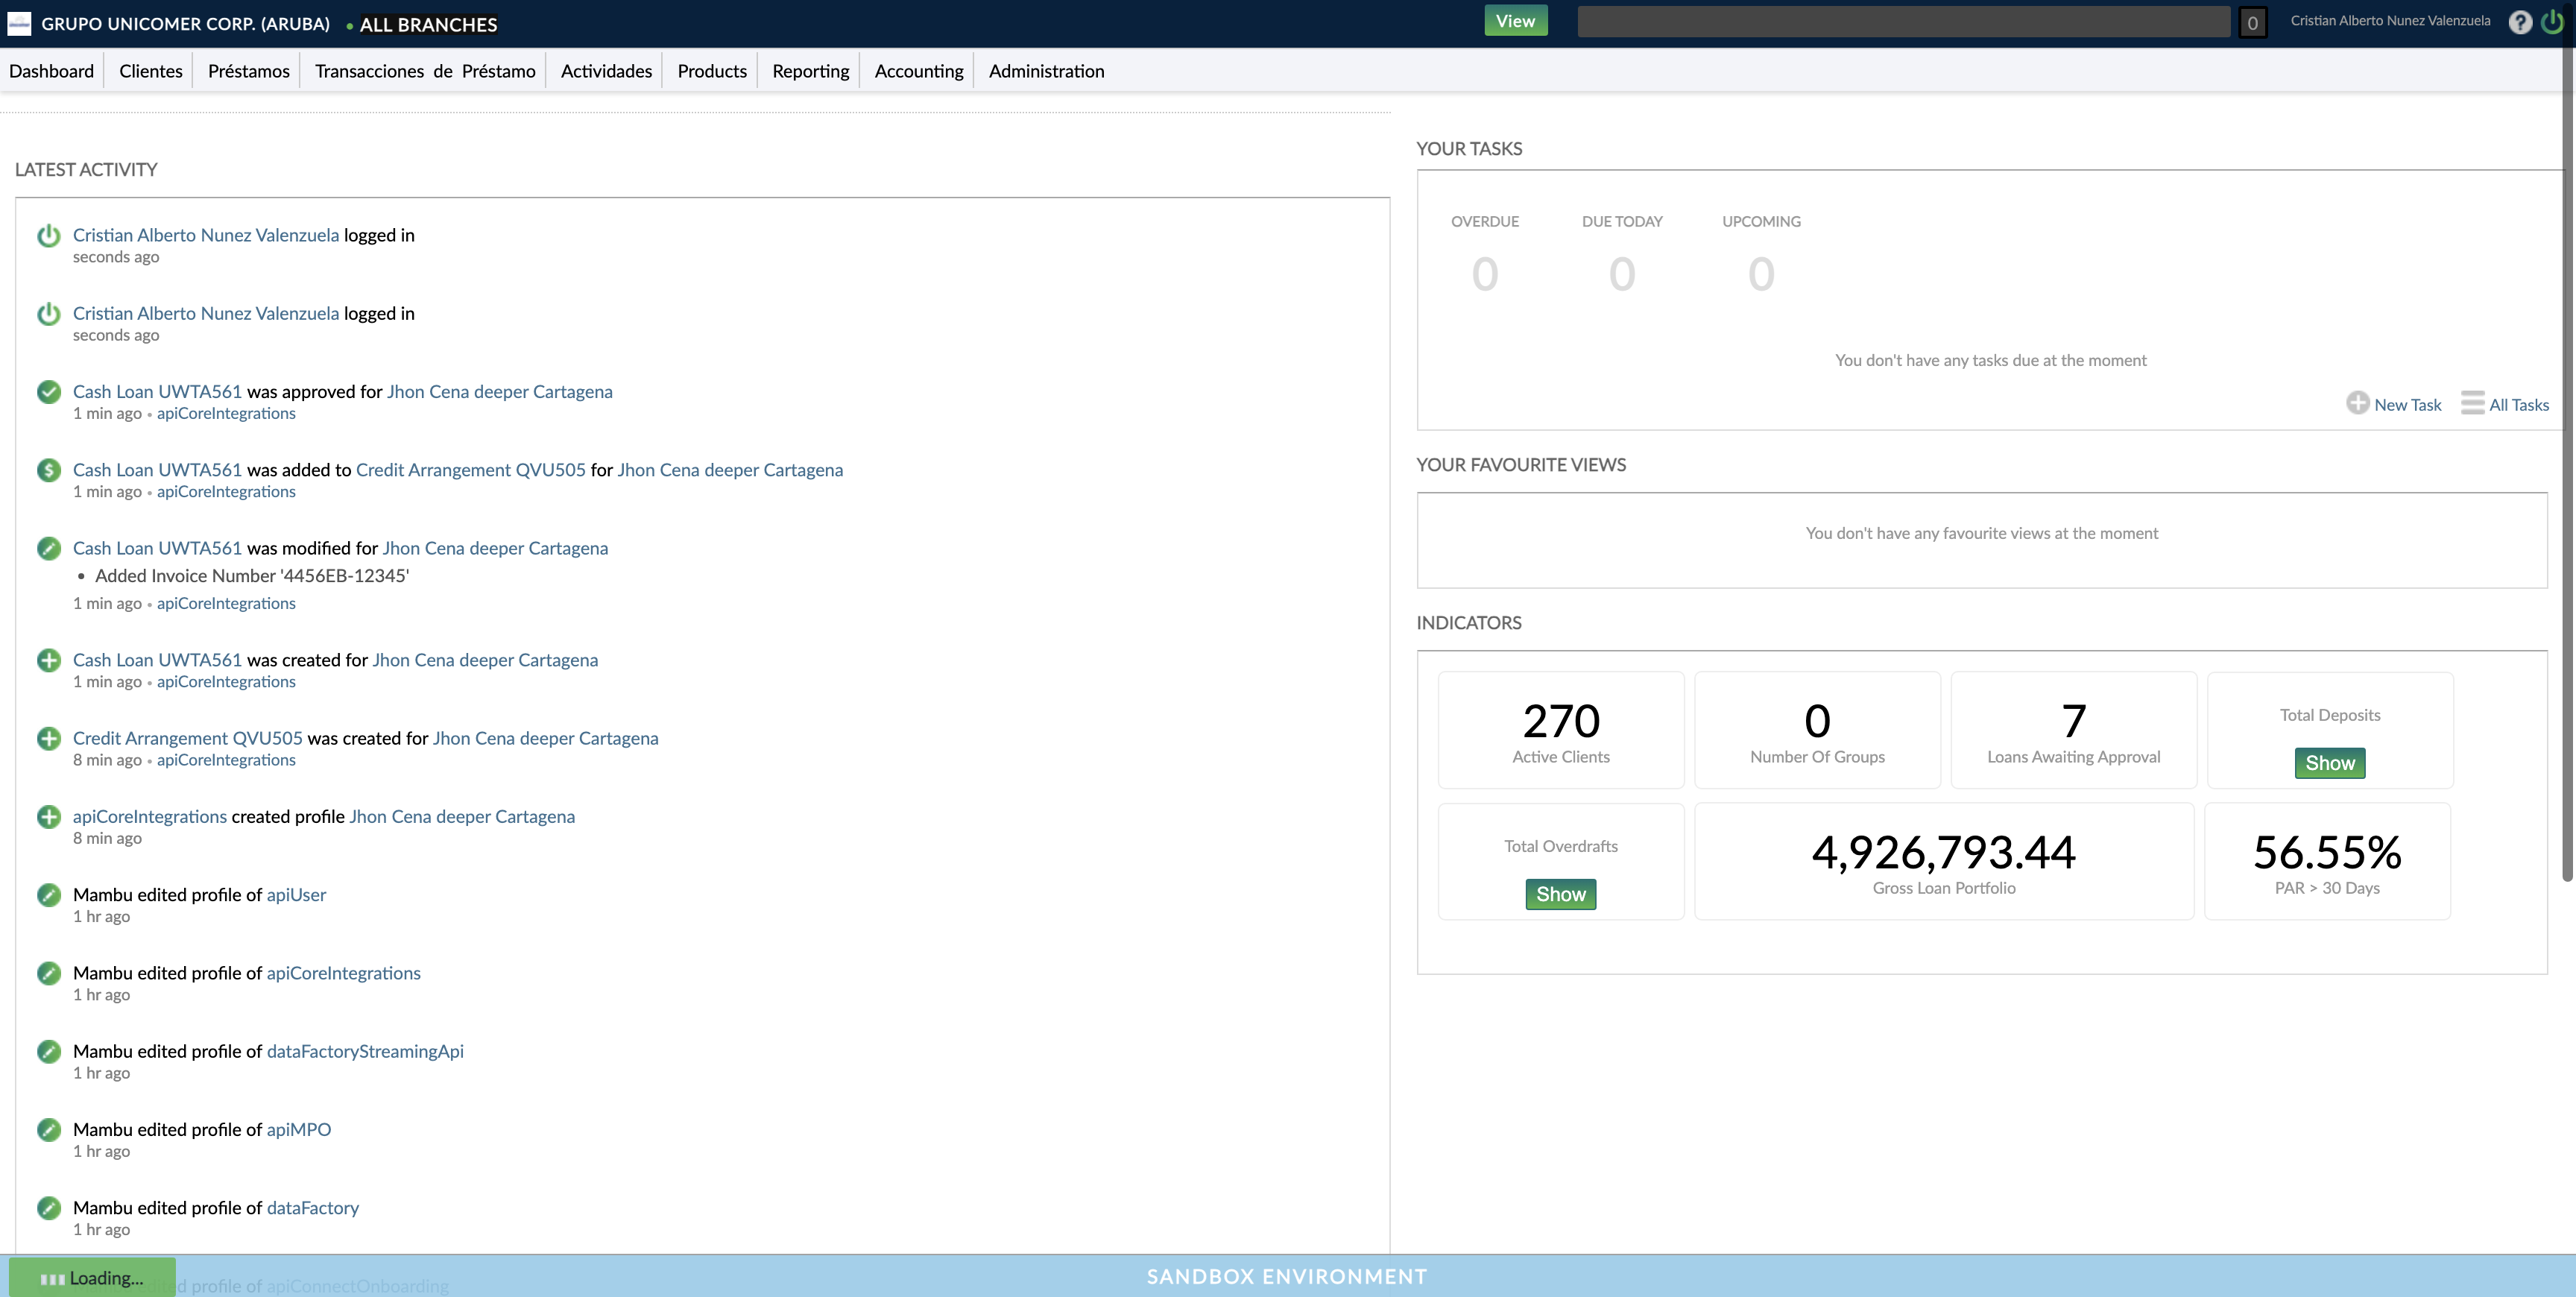 GRUPO UNICOMER CORP. (ARUBA) • ALL BRANCHES
View
0
Cristian Alberto Nunez Valenzuela
?
Dashboard
Clientes
Préstamos
Transacciones de Préstamo
Actividades
Products
Reporting
Accounting
Administration
LATEST ACTIVITY
Cristian Alberto Nunez Valenzuela logged in
seconds ago
Cristian Alberto Nunez Valenzuela logged in
seconds ago
Cash Loan UWTA561 was approved for Jhon Cena deeper Cartagena
1 min ago • apiCoreIntegrations
Cash Loan UWTA561 was added to Credit Arrangement QVU505 for Jhon Cena deeper Cartagena
1 min ago • apiCoreIntegrations
Cash Loan UWTA561 was modified for Jhon Cena deeper Cartagena
• Added Invoice Number '4456EB-12345'
1 min ago • apiCoreIntegrations
Cash Loan UWTA561 was created for Jhon Cena deeper Cartagena
1 min ago • apiCoreIntegrations
Credit Arrangement QVU505 was created for Jhon Cena deeper Cartagena
8 min ago • apiCoreIntegrations
apiCoreIntegrations created profile Jhon Cena deeper Cartagena
8 min ago
Mambu edited profile of apiUser
1 hr ago
Mambu edited profile of apiCoreIntegrations
1 hr ago
Mambu edited profile of dataFactoryStreamingApi
1 hr ago
Mambu edited profile of apiMPO
1 hr ago
Mambu edited profile of dataFactory
1 hr ago
profile of apiConnectOnboarding
Loading...
YOUR TASKS
OVERDUE
DUE TODAY
UPCOMING
0
0
0
You don't have any tasks due at the moment
New Task
All Tasks
YOUR FAVOURITE VIEWS
You don't have any favourite views at the moment
INDICATORS
270
Active Clients
0
Number Of Groups
7
Loans Awaiting Approval
Total Deposits
Show
Total Overdrafts
Show
4,926,793.44
Gross Loan Portfolio
56.55%
PAR > 30 Days
SANDBOX ENVIRONMENT